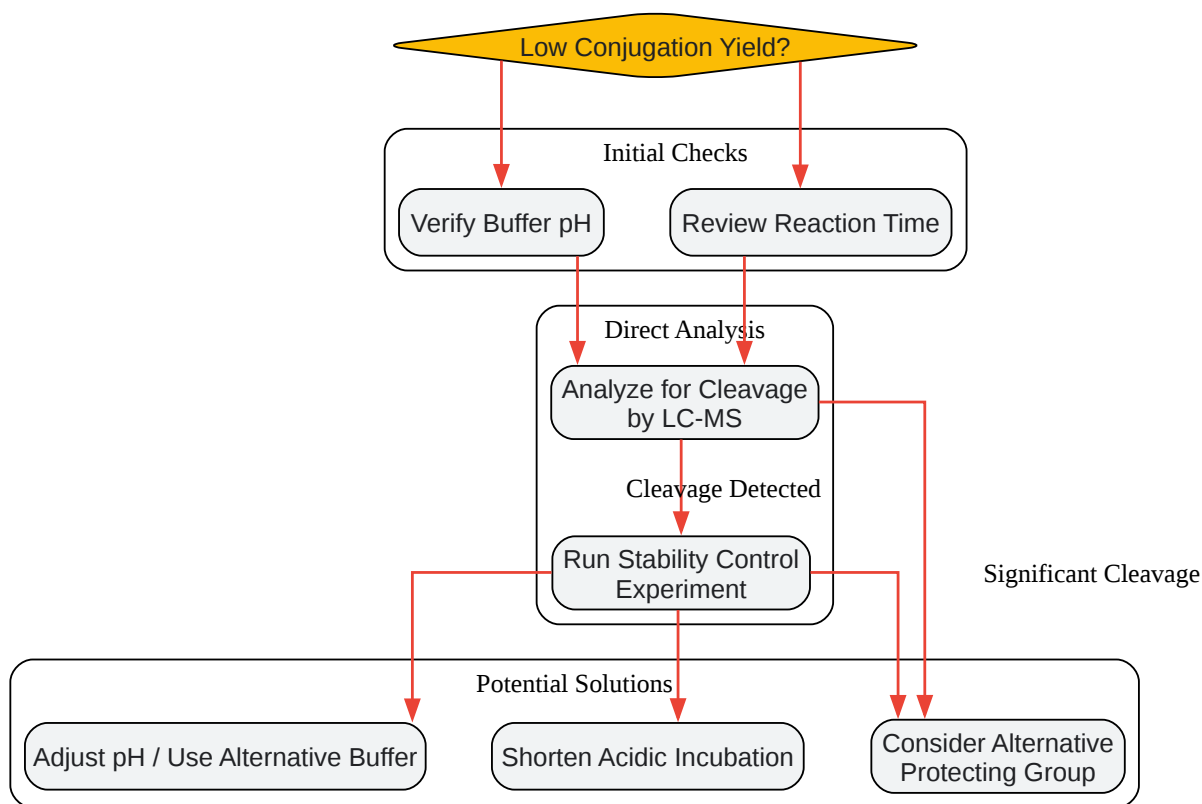 Low Conjugation Yield?
Initial Checks
Verify Buffer pH
Review Reaction Time
Direct Analysis
Analyze for Cleavage
by LC-MS
Cleavage Detected
Run Stability Control
Experiment
Significant Cleavage
Potential Solutions
Adjust pH / Use Alternative Buffer
Shorten Acidic Incubation
Consider Alternative
Protecting Group